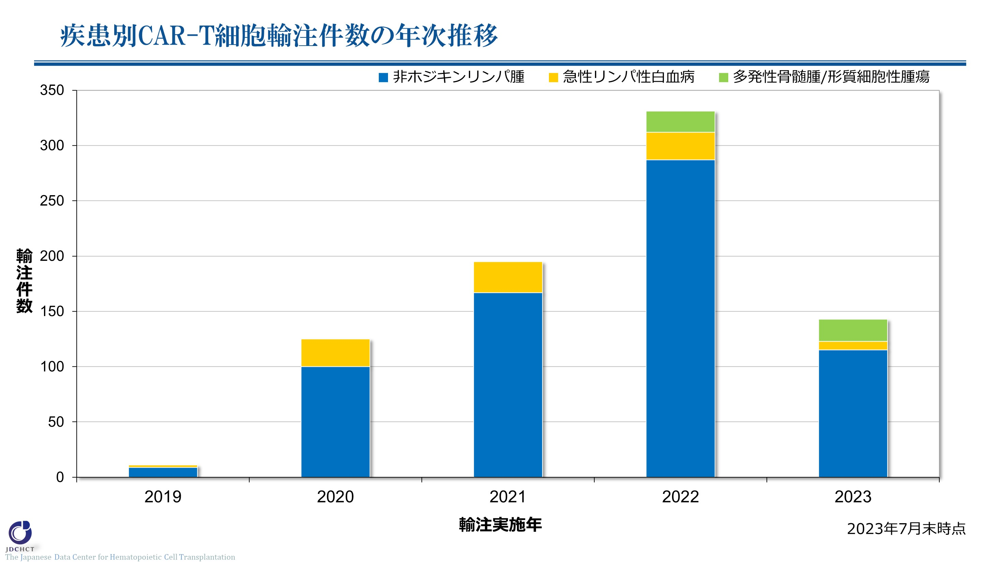 疾患別CAR-T細胞輸注件数の年次推移
非ホジキンリンパ腫 急性リンパ性白血病 多発性骨髄腫/形質細胞性腫瘍
350
300
250
200
150
100
50
0
輸注件数
2019 2020 2021 2022 2023
輸注実施年
2023年7月末時点
JDCHCT
The Japanese Data Center for Hematopoietic Cell Transplantation